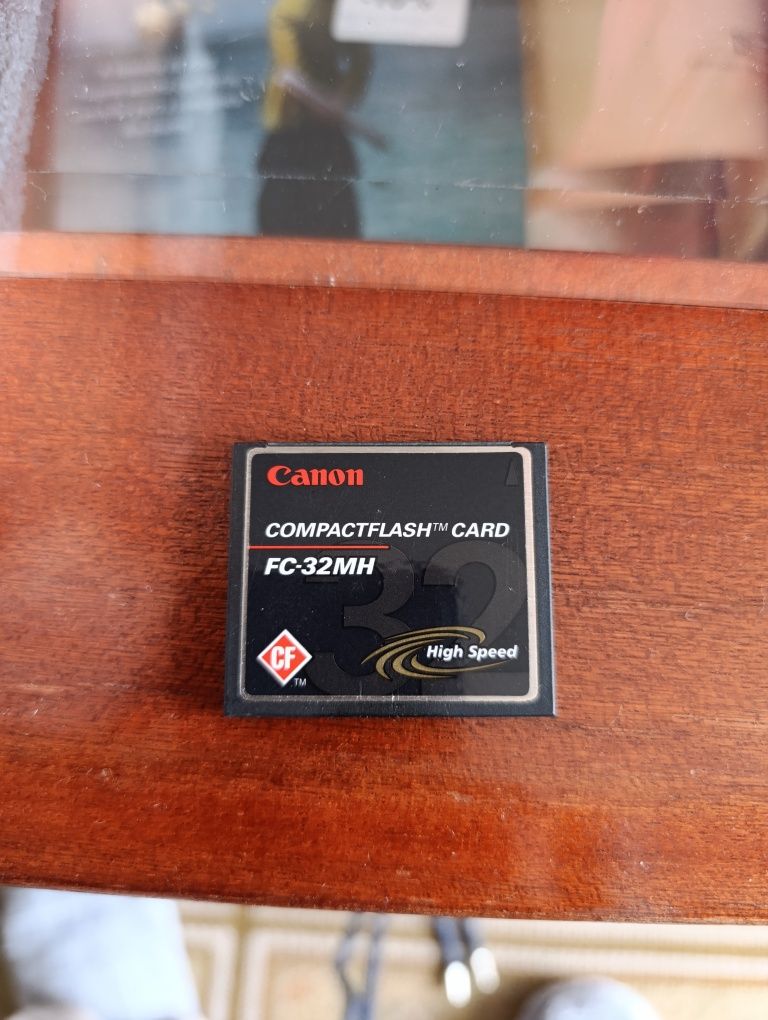 Canon
COMPACTFLASH™ CARD
FC-32MH
32
CF
™
High Speed